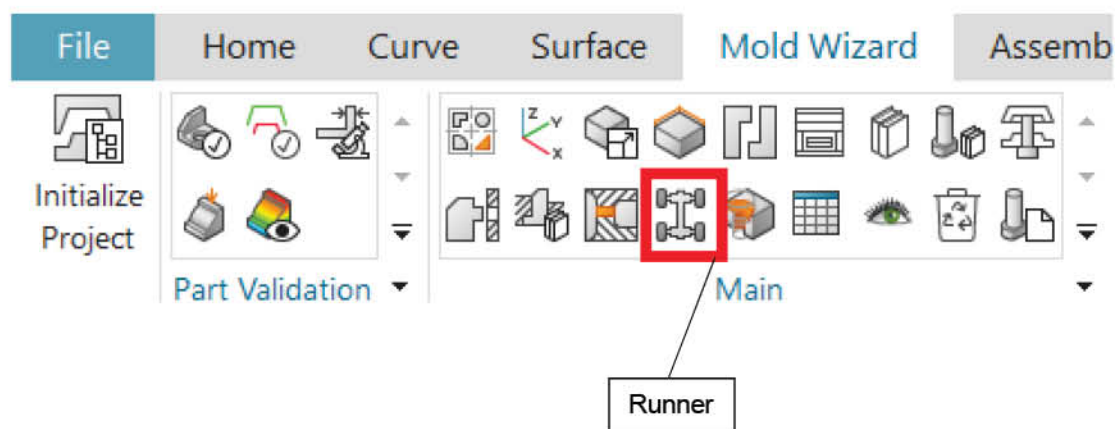 File Home Curve Surface Mold Wizard Assemb
Z
Y
X
Initialize
Project
Part Validation
Main
Runner